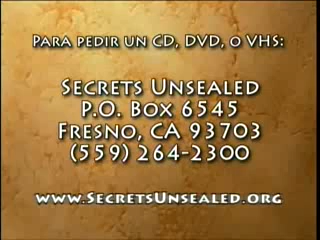 Para pedir un CD, DVD, o VHS:
Secrets Unsealed
P.O. Box 6545
Fresno, CA 93703
(559) 264-2300
www.SecretsUnsealed.org